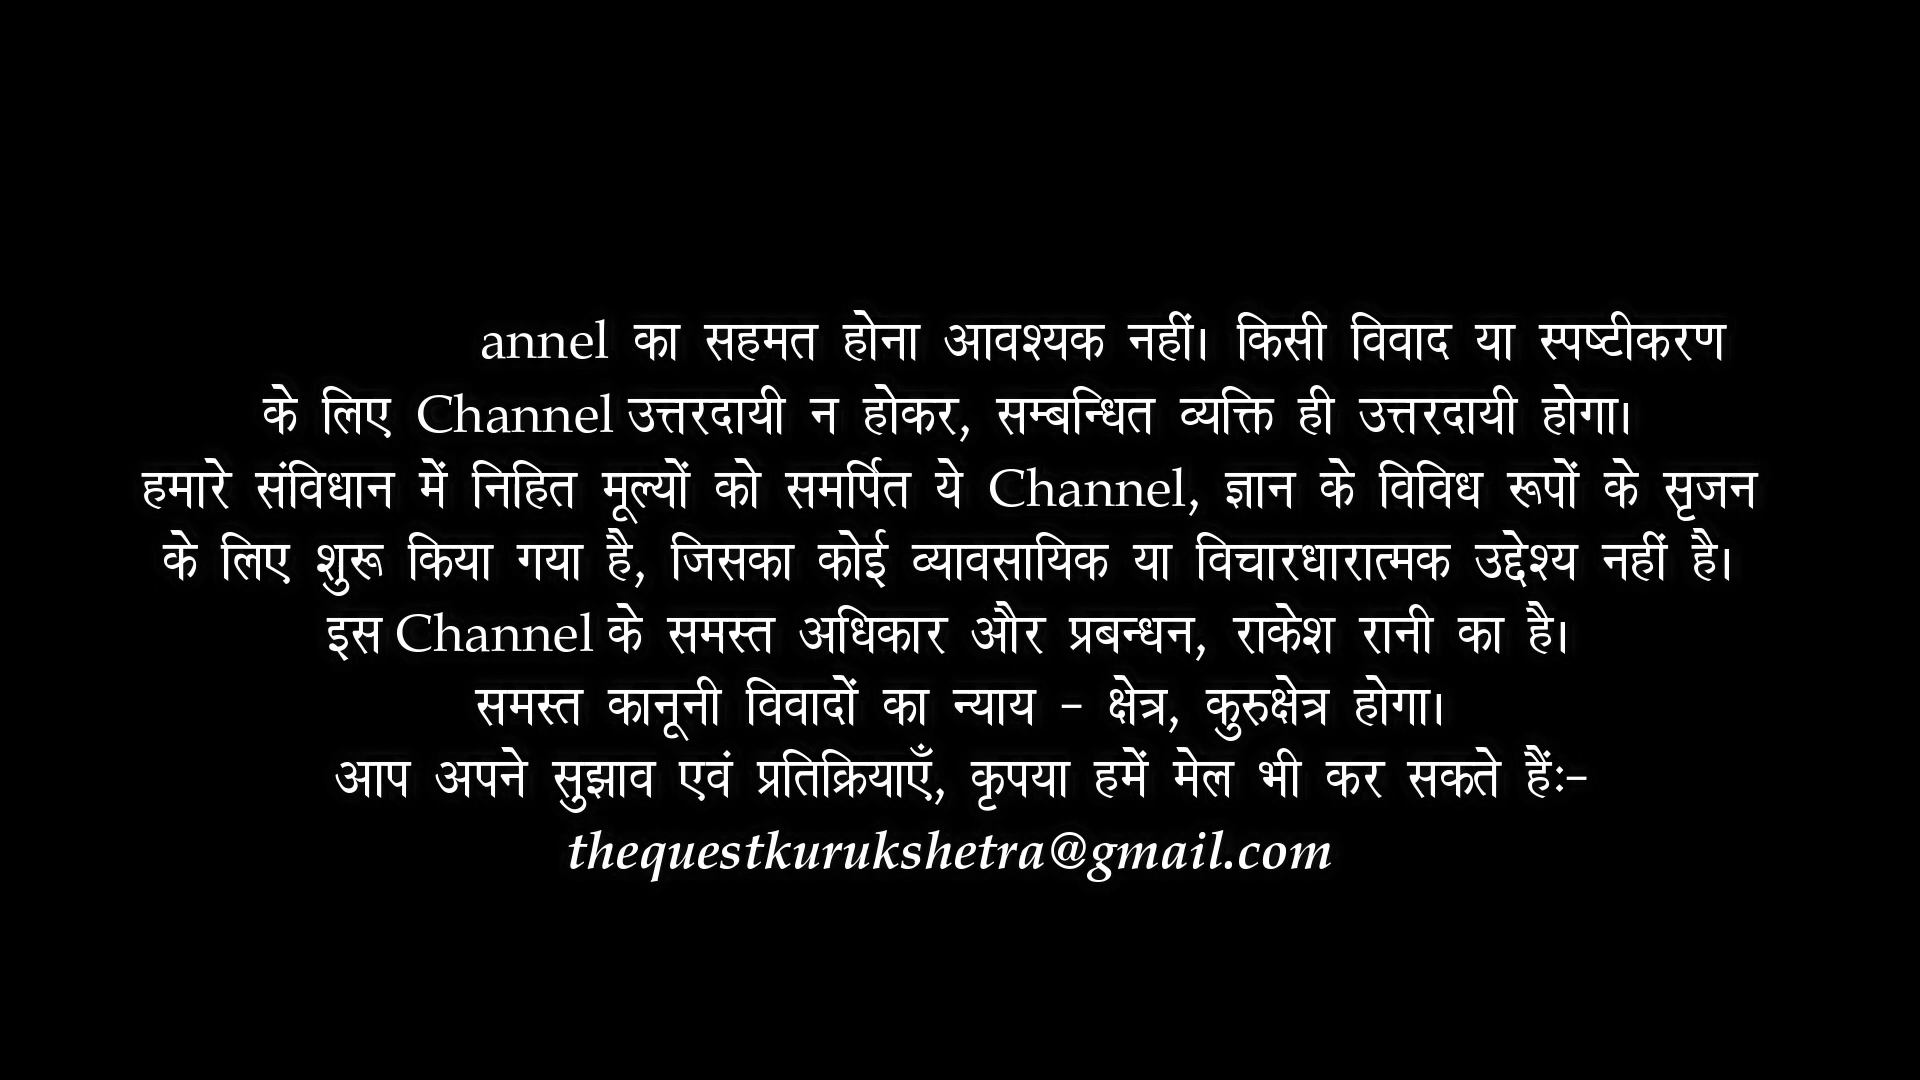 annel का सहमत होना आवश्यक नहीं। किसी विवाद या स्पष्टीकरण
के लिए Channel उत्तरदायी न होकर, सम्बन्धित व्यक्ति ही उत्तरदायी होगा।
हमारे संविधान में निहित मूल्यों को समर्पित ये Channel, ज्ञान के विविध रूपों के सृजन
के लिए शुरू किया गया है, जिसका कोई व्यावसायिक या विचारधारात्मक उद्देश्य नहीं है।
इस Channel के समस्त अधिकार और प्रबन्धन, राकेश रानी का है।
समस्त कानूनी विवादों का न्याय - क्षेत्र, कुरुक्षेत्र होगा।
आप अपने सुझाव एवं प्रतिक्रियाएँ, कृपया हमें मेल भी कर सकते हैंः-
thequestkurukshetra@gmail.com